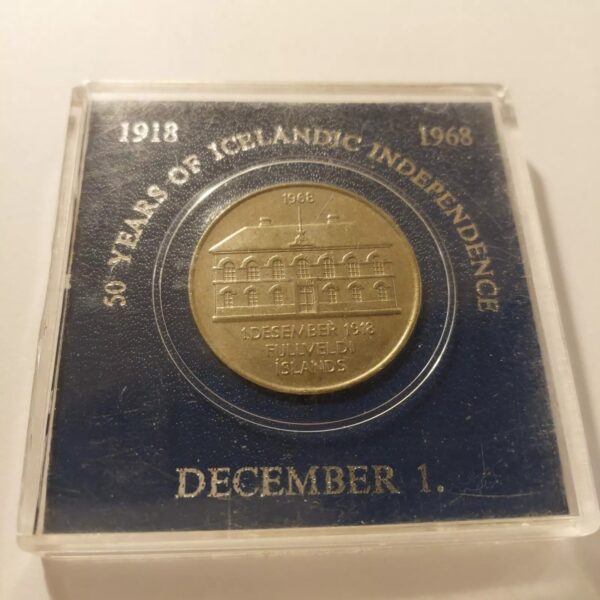 1918
1968
50 YEARS OF ICELANDIC INDEPENDENCE
1968
1.DESEMBER 1918
FULLVELDI
ÍSLANDS
DECEMBER 1.